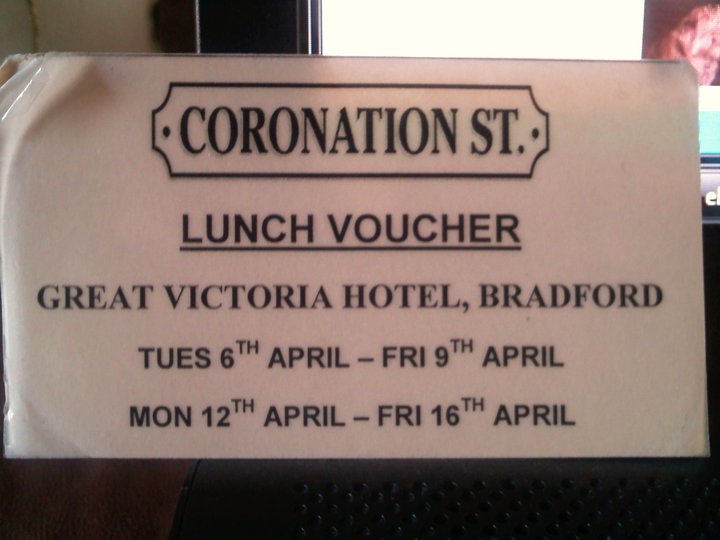 ·CORONATION ST.·
LUNCH VOUCHER
GREAT VICTORIA HOTEL, BRADFORD
TUES 6TH APRIL – FRI 9TH APRIL
MON 12TH APRIL – FRI 16TH APRIL